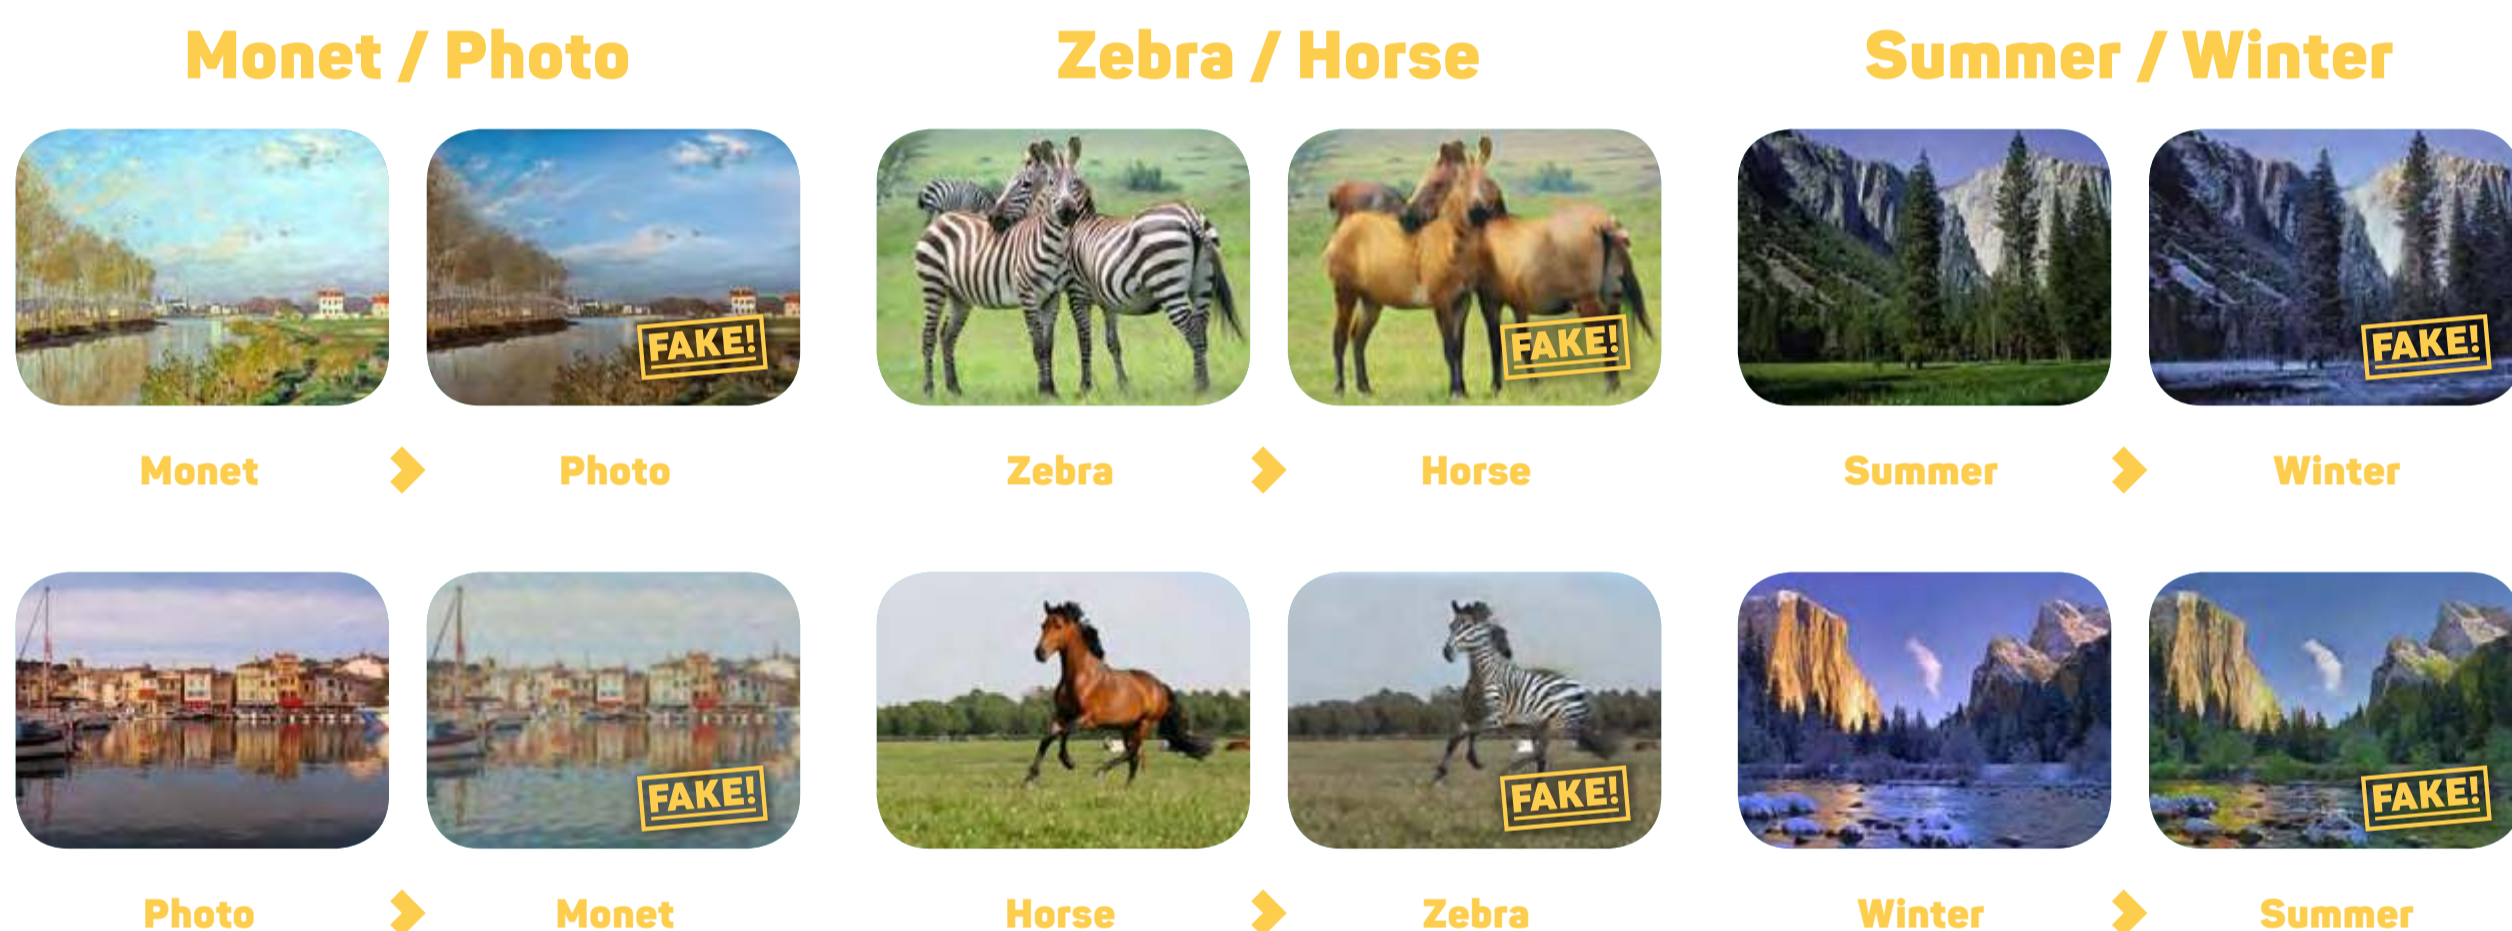 Monet / Photo
Zebra / Horse
Summer / Winter
FAKE!
FAKE!
FAKE!
Monet
Photo
Zebra
Horse
Summer
Winter
FAKE!
FAKE!
FAKE!
Photo
Monet
Horse
Zebra
Winter
Summer